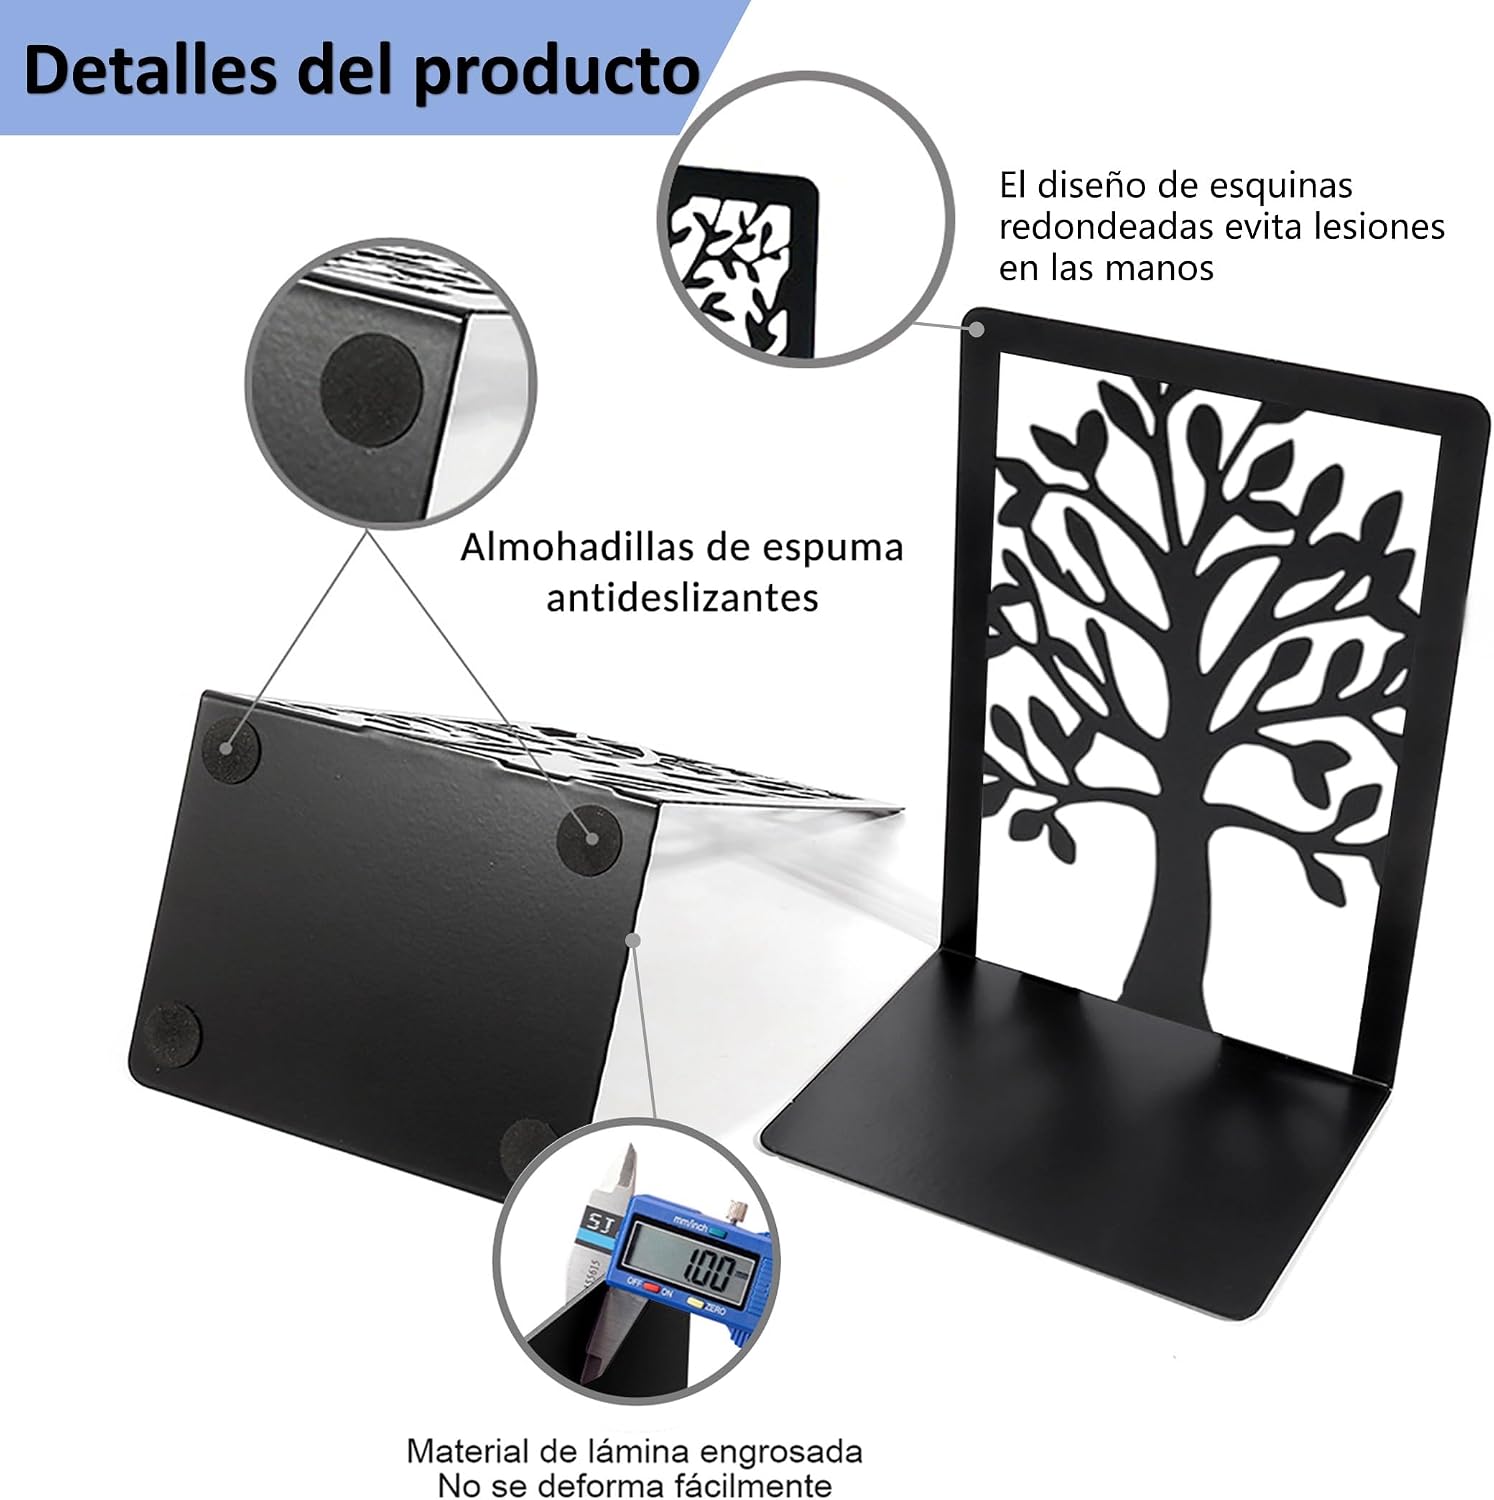 Detalles del producto
El diseño de esquinas
redondeadas evita lesiones
en las manos
Almohadillas de espuma
antideslizantes
SJ
mm/inch
1.00
OFF
ON
ZERO
Material de lámina engrosada
No se deforma fácilmente